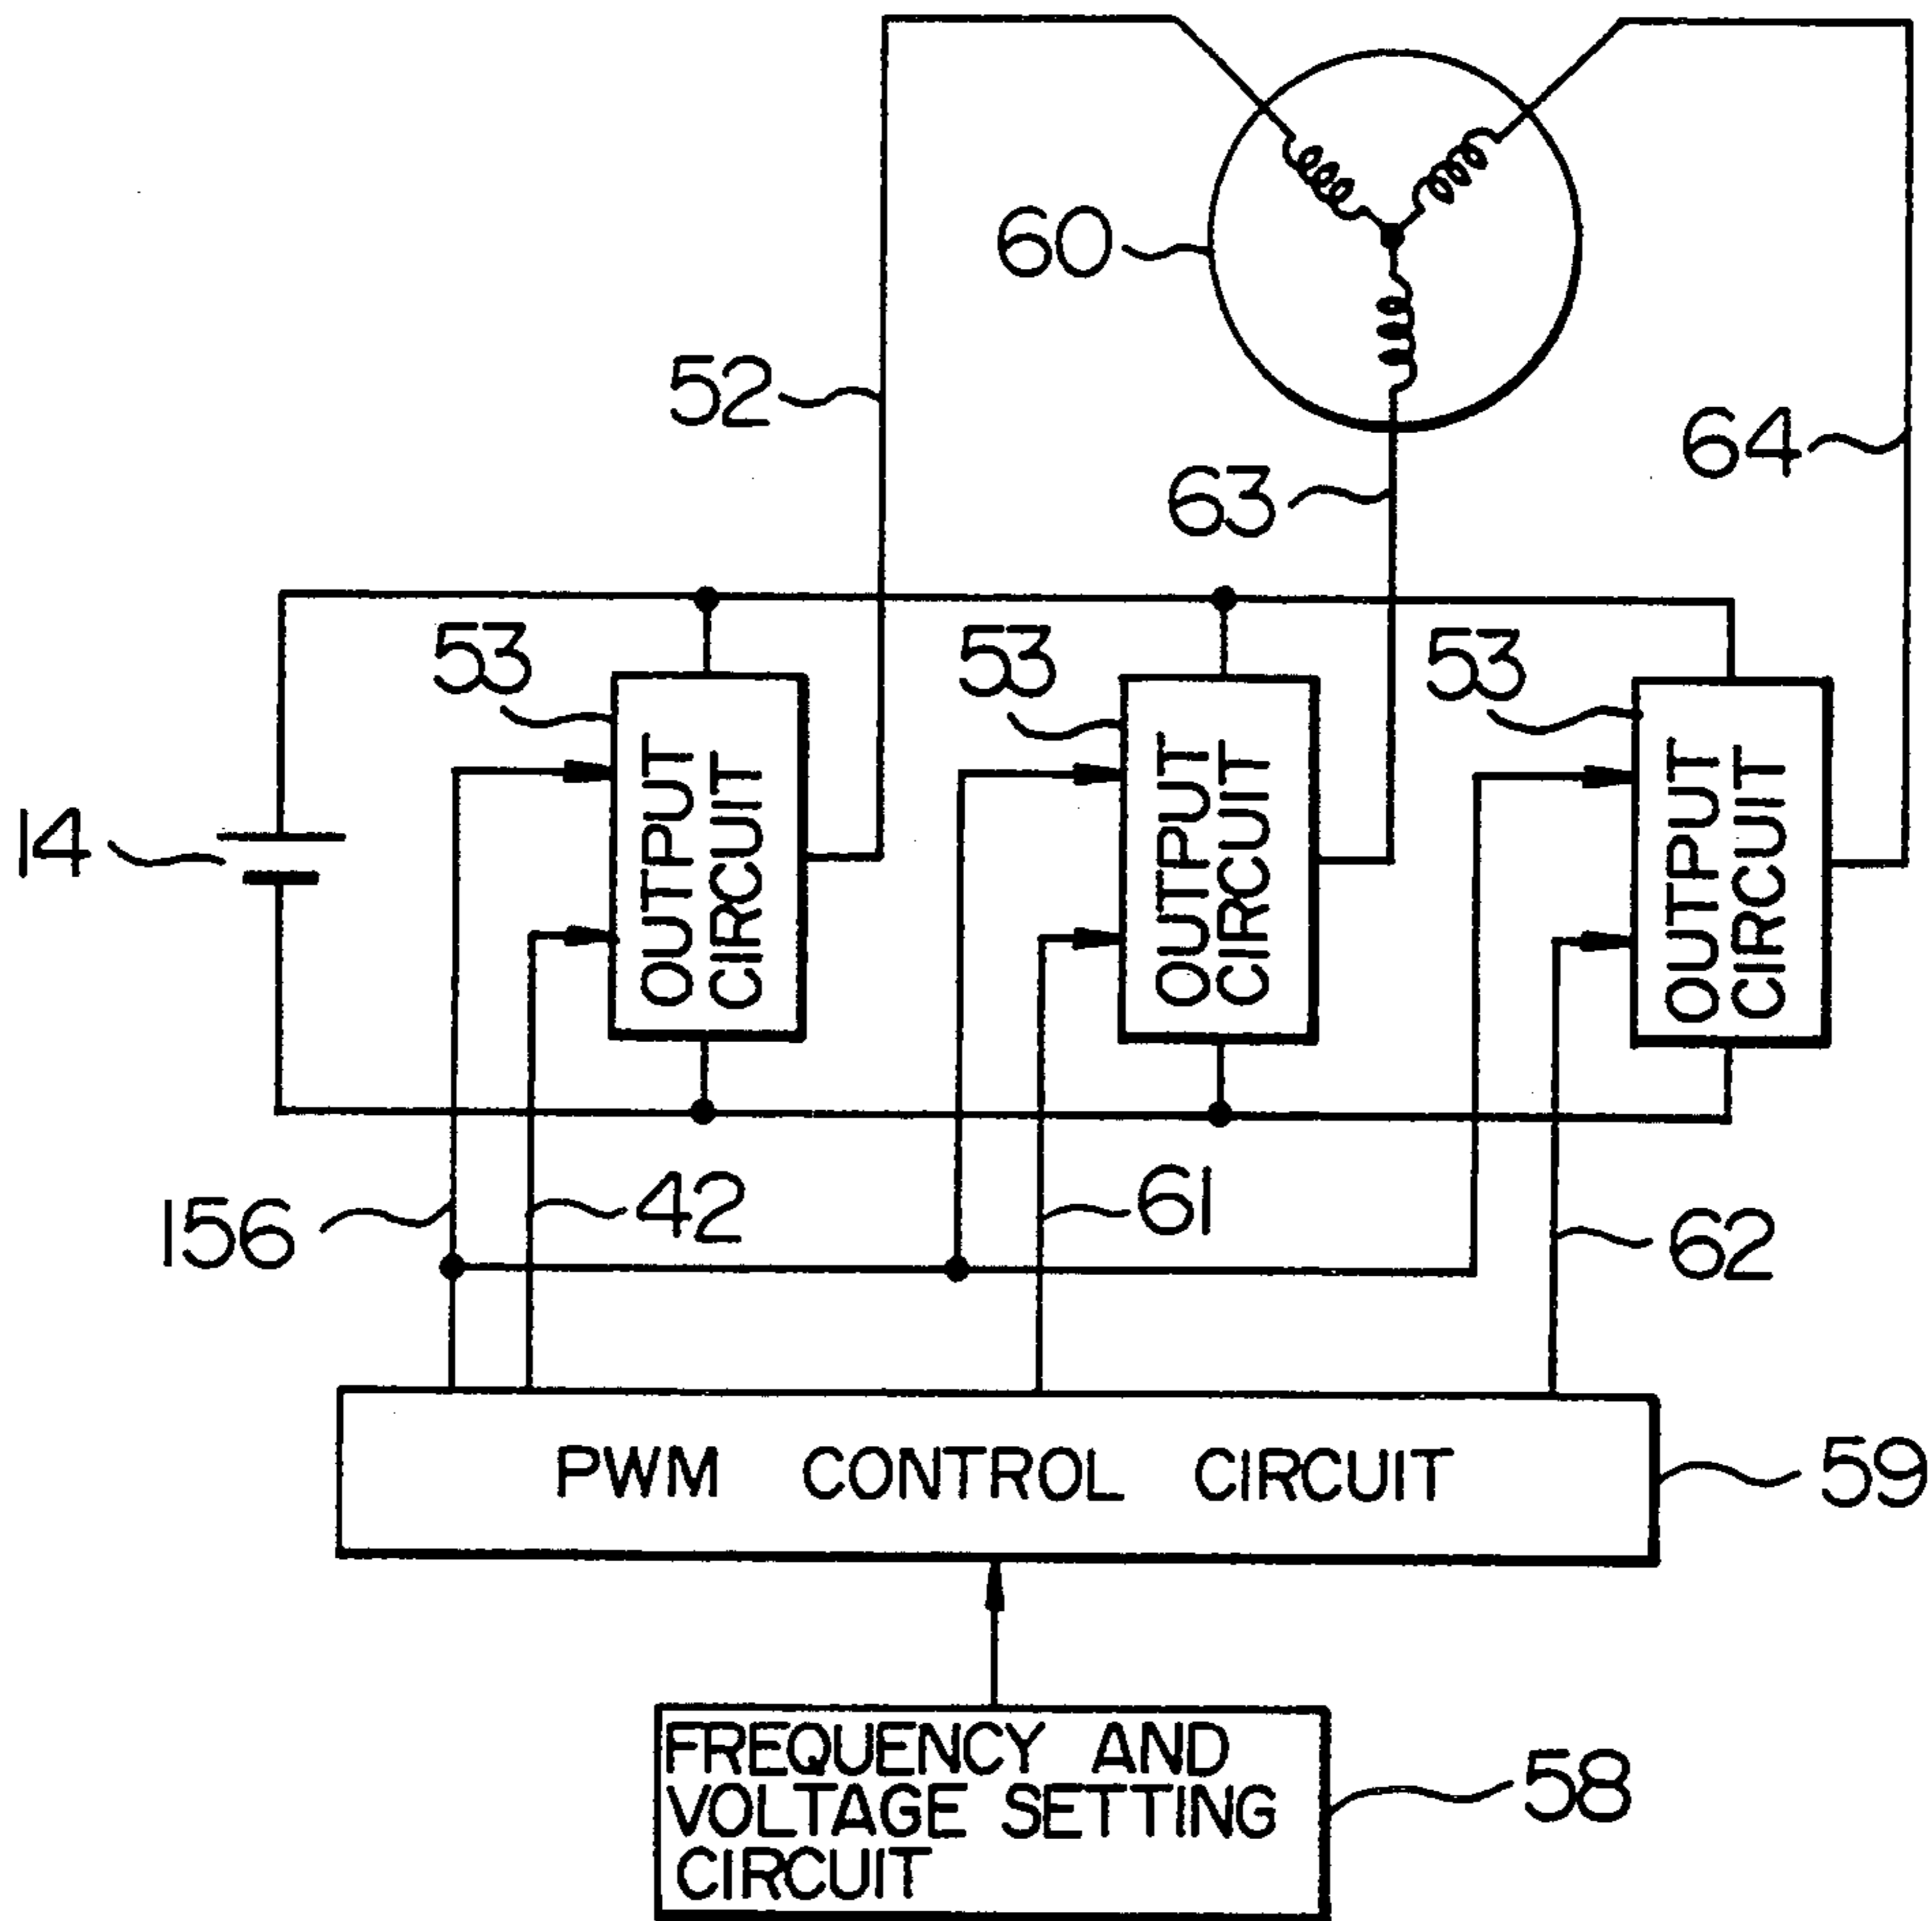 60
52
64
63
53
53
53
OUTPUT
CIRCUIT
OUTPUT
CIRCUIT
OUTPUT
CIRCUIT
14
156
42
61
62
PWM CONTROL CIRCUIT
59
FREQUENCY AND
VOLTAGE SETTING
CIRCUIT
58